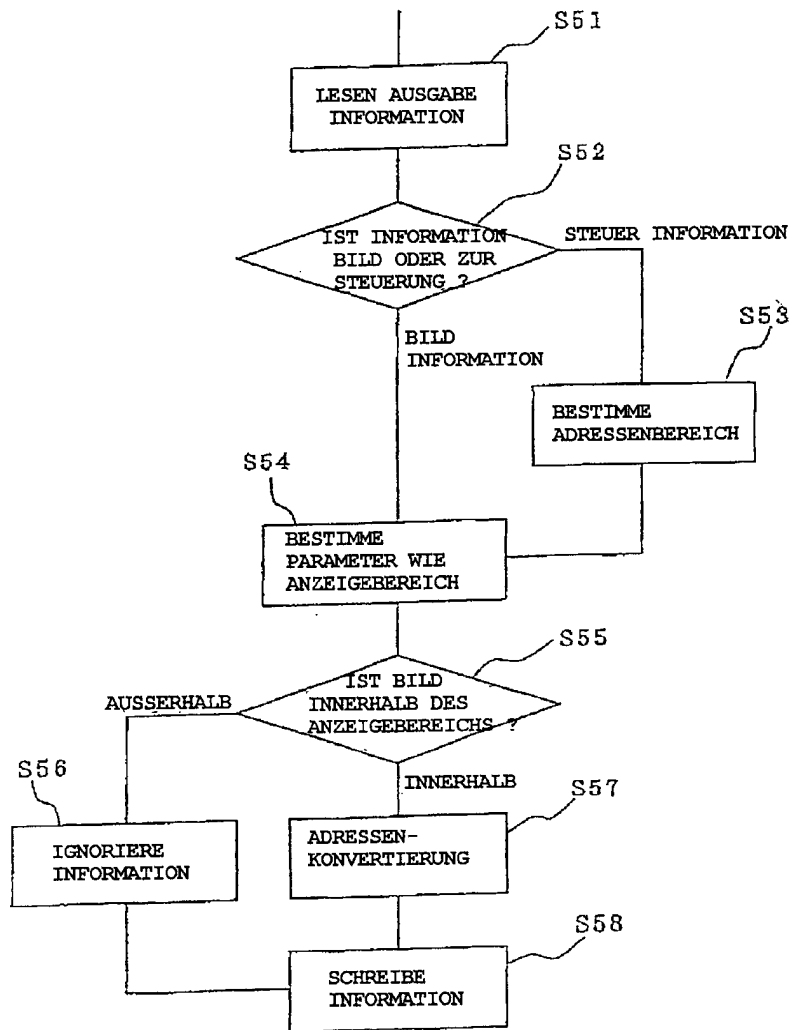 S51
LESEN AUSGABE
INFORMATION
S52
IST INFORMATION
BILD ODER ZUR
STEUERUNG ?
STEUER INFORMATION
BILD
INFORMATION
S53
BESTIMME
ADRESSENBEREICH
S54
BESTIMME
PARAMETER WIE
ANZEIGEBEREICH
S55
IST BILD
INNERHALB DES
ANZEIGEBEREICHS ?
AUSSERHALB
INNERHALB
S56
IGNORIERE
INFORMATION
S57
ADRESSEN-
KONVERTIERUNG
S58
SCHREIBE
INFORMATION